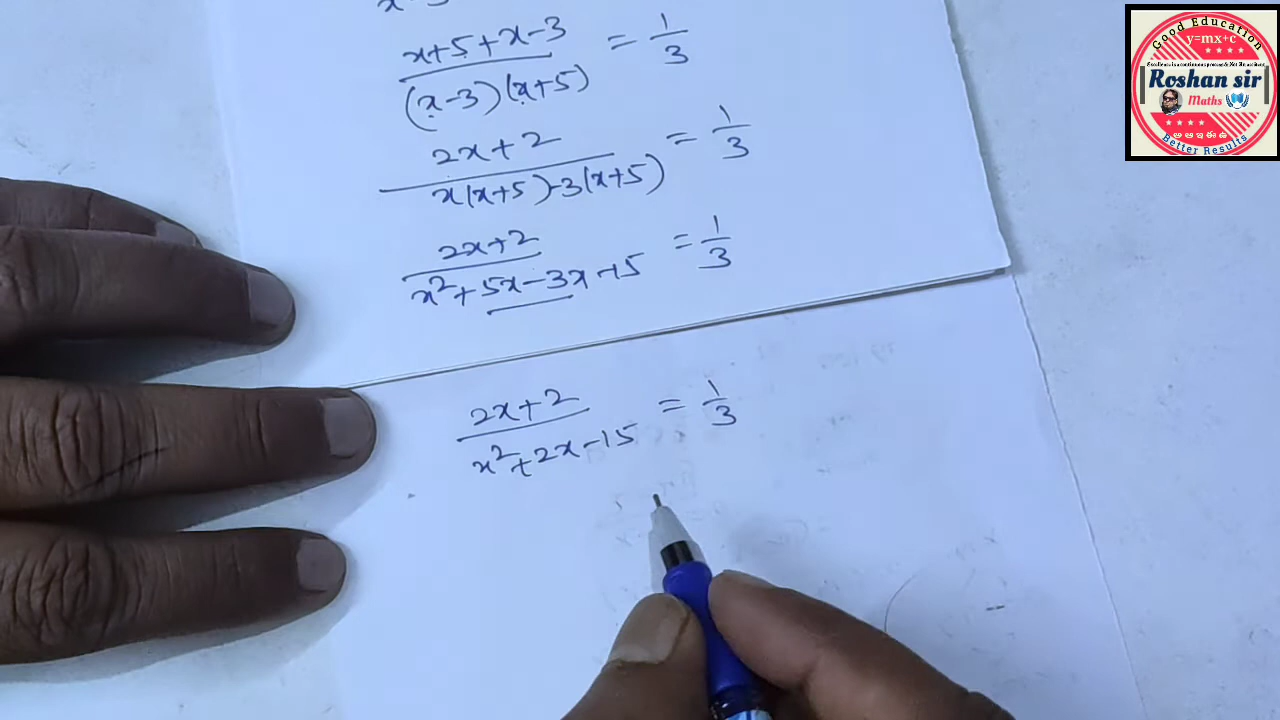 x+5+x-3 / (x-3)(x+5) = 1/3
2x+2 / x(x+5)-3(x+5) = 1/3
2x+2 / x²+5x-3x-15 = 1/3
2x+2 / x²+2x-15 = 1/3
Good Education
y=mx+c
Roshan sir
Maths
Better Results